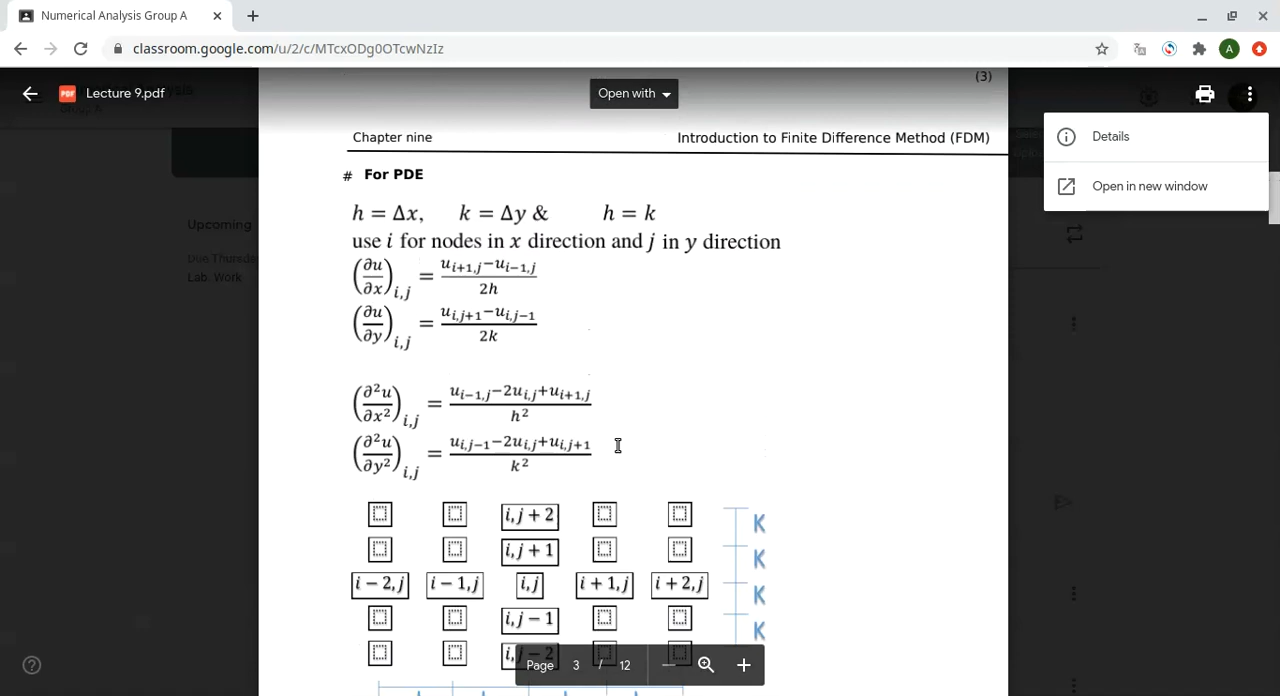 Numerical Analysis Group A
classroom.google.com/u/2/c/MTcxODg0OTcwNzIz
A
Lecture 9.pdf
Open with
(3)
Details
Open in new window
Upcoming
Lab Work
Chapter nine Introduction to Finite Difference Method (FDM)
# For PDE
h = Δx, k = Δy & h = k
use i for nodes in x direction and j in y direction
(∂u/∂x)_{i,j} = (u_{i+1,j}−u_{i−1,j})/2h
(∂u/∂y)_{i,j} = (u_{i,j+1}−u_{i,j−1})/2k
(∂²u/∂x²)_{i,j} = (u_{i−1,j}−2u_{i,j}+u_{i+1,j})/h²
(∂²u/∂y²)_{i,j} = (u_{i,j−1}−2u_{i,j}+u_{i,j+1})/k²
i, j + 2 K
i, j + 1 K
i − 2, j i − 1, j i, j i + 1, j i + 2, j K
i, j − 1 K
Page 3 / 12